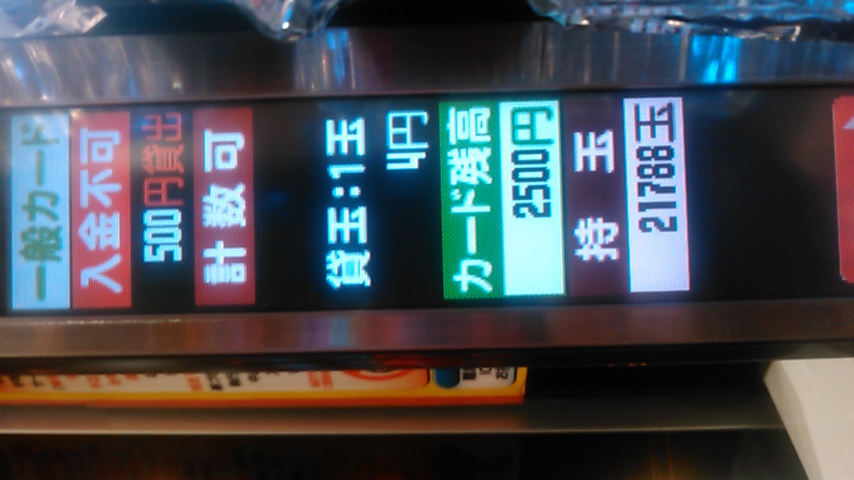 一般カード
入金不可
500円貸出
計数可
貸玉:1玉
4円
カード残高
2500円
持 玉
21788玉